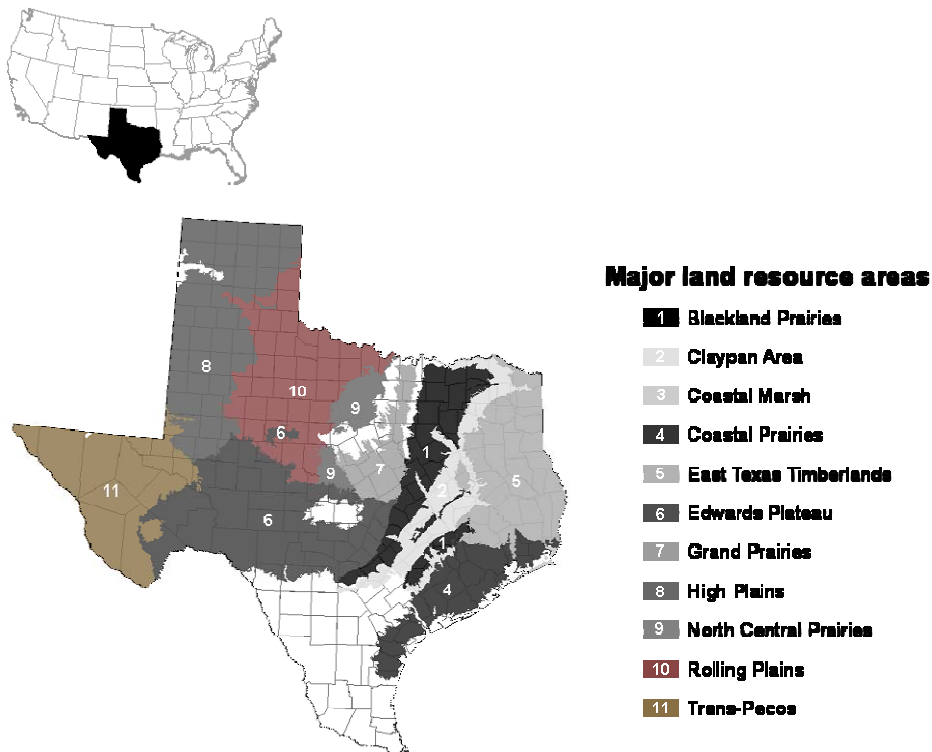 Major land resource areas
1 Blackland Prairies
2 Claypan Area
3 Coastal Marsh
4 Coastal Prairies
5 East Texas Timberlands
6 Edwards Plateau
7 Grand Prairies
8 High Plains
9 North Central Prairies
10 Rolling Plains
11 Trans-Pecos
8
10
9
6
1
9
7
5
11
2
6
1
4